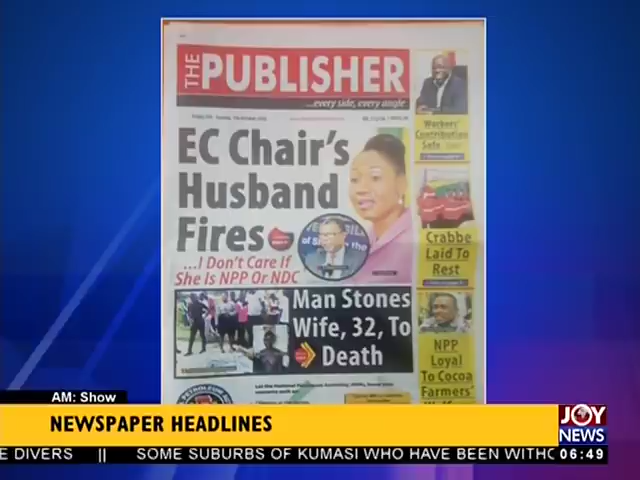 THE PUBLISHER
...every side, every angle
EC Chair's
Husband
Fires
...I Don't Care If
She Is NPP Or NDC
Man Stones
Wife, 32, To
Death
Workers'
Contribution
Safe
Crabbe
Laid To
Rest
NPP
Loyal
To Cocoa
Farmers'
AM: Show
NEWSPAPER HEADLINES
JOY
NEWS
E DIVERS || SOME SUBURBS OF KUMASI WHO HAVE BEEN WITHO
06:49